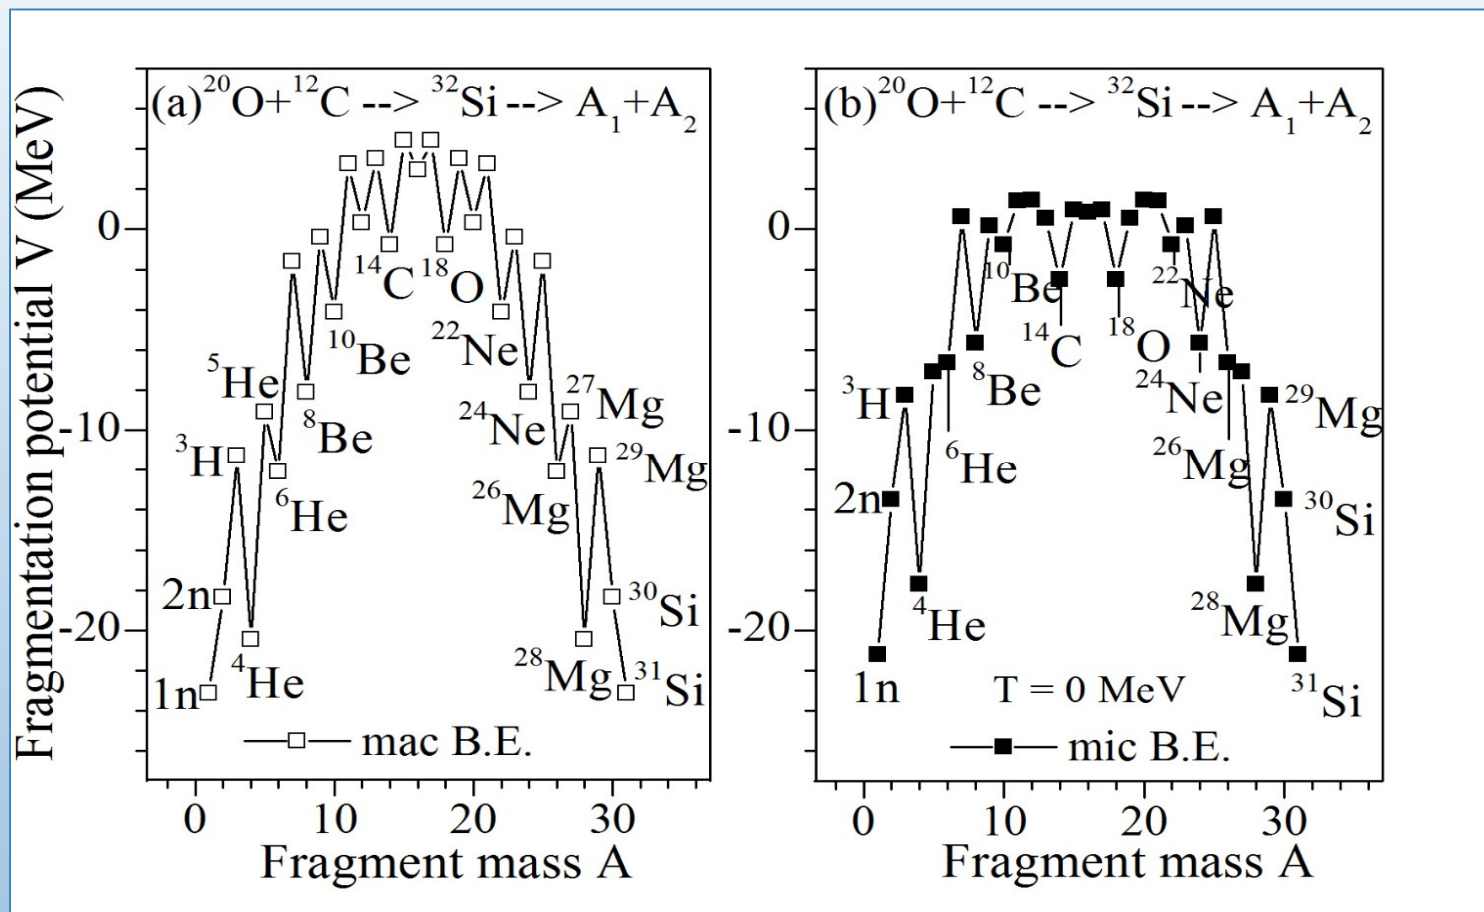 Fragmentation potential V (MeV)
(a)²⁰O+¹²C --> ³²Si --> A₁+A₂
0
-10
-20
¹⁴C
¹⁸O
¹⁰Be
²²Ne
⁵He
⁸Be
²⁴Ne
²⁷Mg
³H
²⁹Mg
⁶He
²⁶Mg
2n
³⁰Si
⁴He
²⁸Mg
1n
³¹Si
mac B.E.
0
10
20
30
Fragment mass A
(b)²⁰O+¹²C --> ³²Si --> A₁+A₂
0
-10
-20
¹⁰Be
²²Ne
¹⁴C
¹⁸O
⁸Be
²⁴Ne
³H
²⁹Mg
⁶He
²⁶Mg
2n
³⁰Si
⁴He
²⁸Mg
1n
T = 0 MeV
³¹Si
mic B.E.
0
10
20
30
Fragment mass A